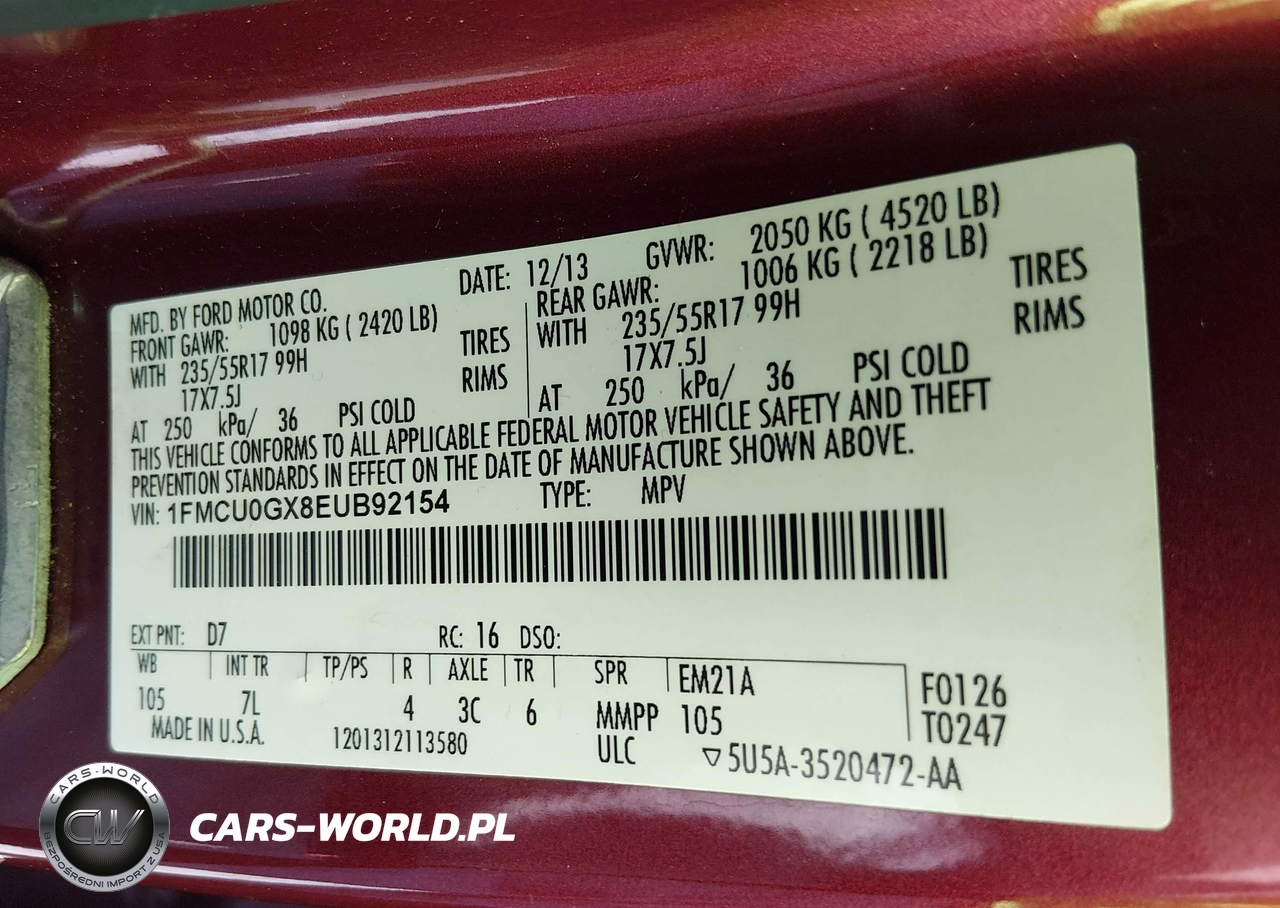 MFD. BY FORD MOTOR CO. DATE: 12/13 GVWR: 2050 KG ( 4520 LB)
FRONT GAWR: 1098 KG ( 2420 LB) REAR GAWR: 1006 KG ( 2218 LB)
WITH 235/55R17 99H TIRES WITH 235/55R17 99H TIRES
17X7.5J RIMS 17X7.5J RIMS
AT 250 kPa/ 36 PSI COLD AT 250 kPa/ 36 PSI COLD
THIS VEHICLE CONFORMS TO ALL APPLICABLE FEDERAL MOTOR VEHICLE SAFETY AND THEFT
PREVENTION STANDARDS IN EFFECT ON THE DATE OF MANUFACTURE SHOWN ABOVE.
VIN: 1FMCU0GX8EUB92154 TYPE: MPV
EXT PNT: D7 RC: 16 DSO:
WB INT TR TP/PS R AXLE TR SPR EM21A F0126
105 7L 4 3C 6 MMPP 105 T0247
MADE IN U.S.A. 1201312113580 ULC ▽5U5A-3520472-AA
CARS-WORLD
CW
BEZPOŚREDNI IMPORT Z USA
CARS-WORLD.PL